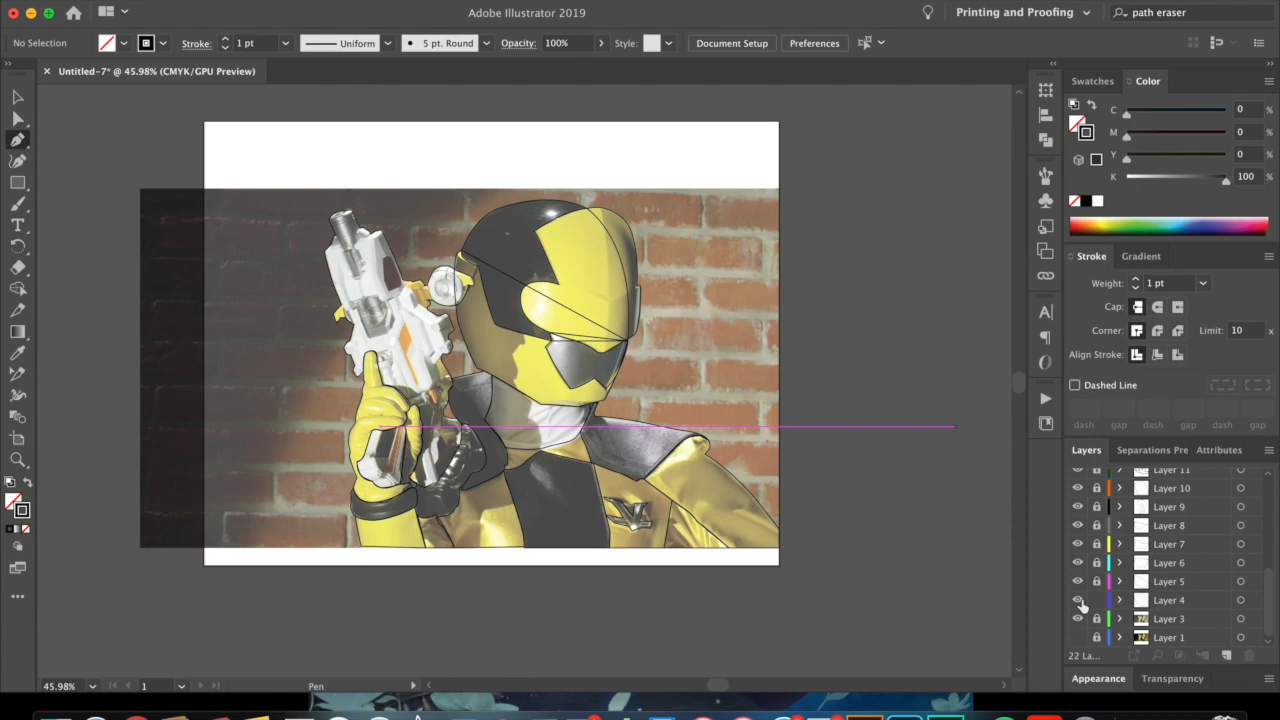 Adobe Illustrator 2019
Printing and Proofing
path eraser
No Selection
Stroke:
1 pt
Uniform
5 pt. Round
Opacity:
100%
Style:
Document Setup
Preferences
Untitled-7* @ 45.98% (CMYK/GPU Preview)
Swatches
Color
C
0
%
M
0
%
Y
0
%
K
100
%
Stroke
Gradient
Weight:
1 pt
Cap:
Corner:
Limit:
10
Align Stroke:
Dashed Line
dash
gap
dash
gap
dash
gap
Layers
Separations Pre
Attributes
Layer 11
Layer 10
Layer 9
Layer 8
Layer 7
Layer 6
Layer 5
Layer 4
Layer 3
Layer 1
22 La...
Appearance
Transparency
45.98%
1
Pen